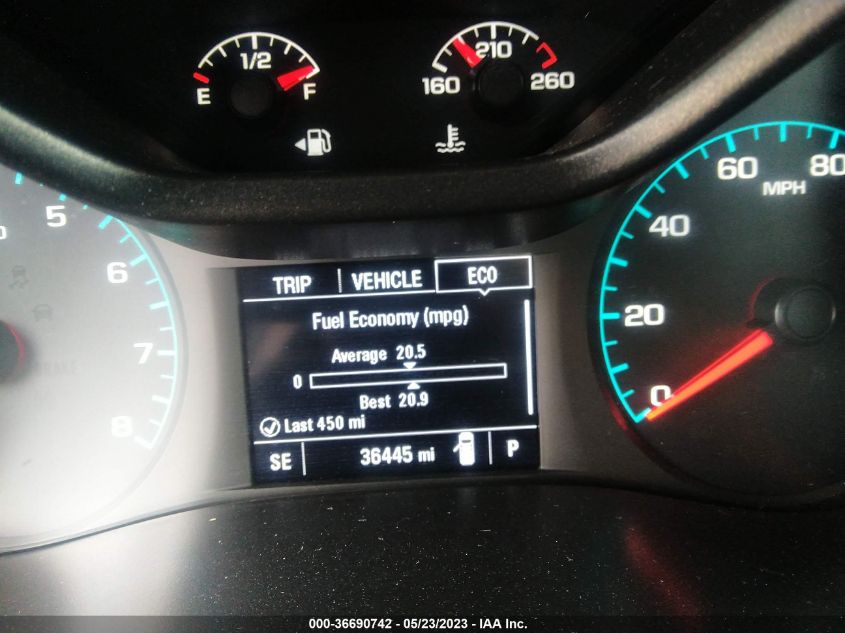 1/2
E F
210
160 260
5
6
7
8
60 80
MPH
40
20
0
TRIP VEHICLE ECO
Fuel Economy (mpg)
Average 20.5
0
Best 20.9
Last 450 mi
SE 36445 mi P
000-36690742 - 05/23/2023 - IAA Inc.